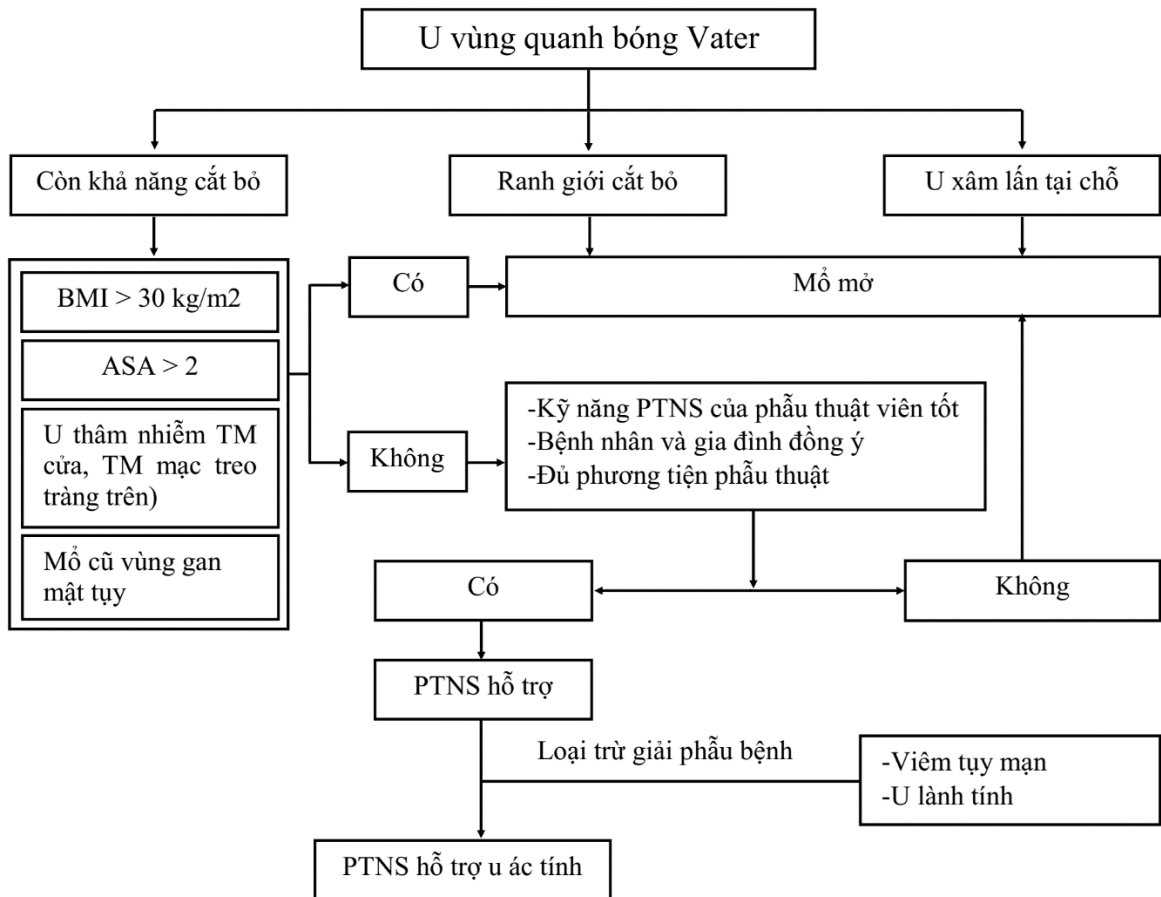 U vùng quanh bóng Vater
Còn khả năng cắt bỏ
Ranh giới cắt bỏ
U xâm lấn tại chỗ
BMI > 30 kg/m2
ASA > 2
U thâm nhiễm TM
cửa, TM mạc treo
tràng trên)
Mổ cũ vùng gan
mật tụy
Có
Mổ mở
Không
-Kỹ năng PTNS của phẫu thuật viên tốt
-Bệnh nhân và gia đình đồng ý
-Đủ phương tiện phẫu thuật
Có
Không
PTNS hỗ trợ
Loại trừ giải phẫu bệnh
-Viêm tụy mạn
-U lành tính
PTNS hỗ trợ u ác tính